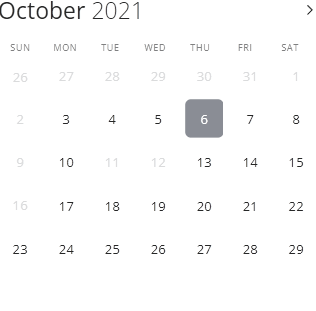 October 2021
SUN MON TUE WED THU FRI SAT
26 27 28 29 30 31 1
2 3 4 5 6 7 8
9 10 11 12 13 14 15
16 17 18 19 20 21 22
23 24 25 26 27 28 29